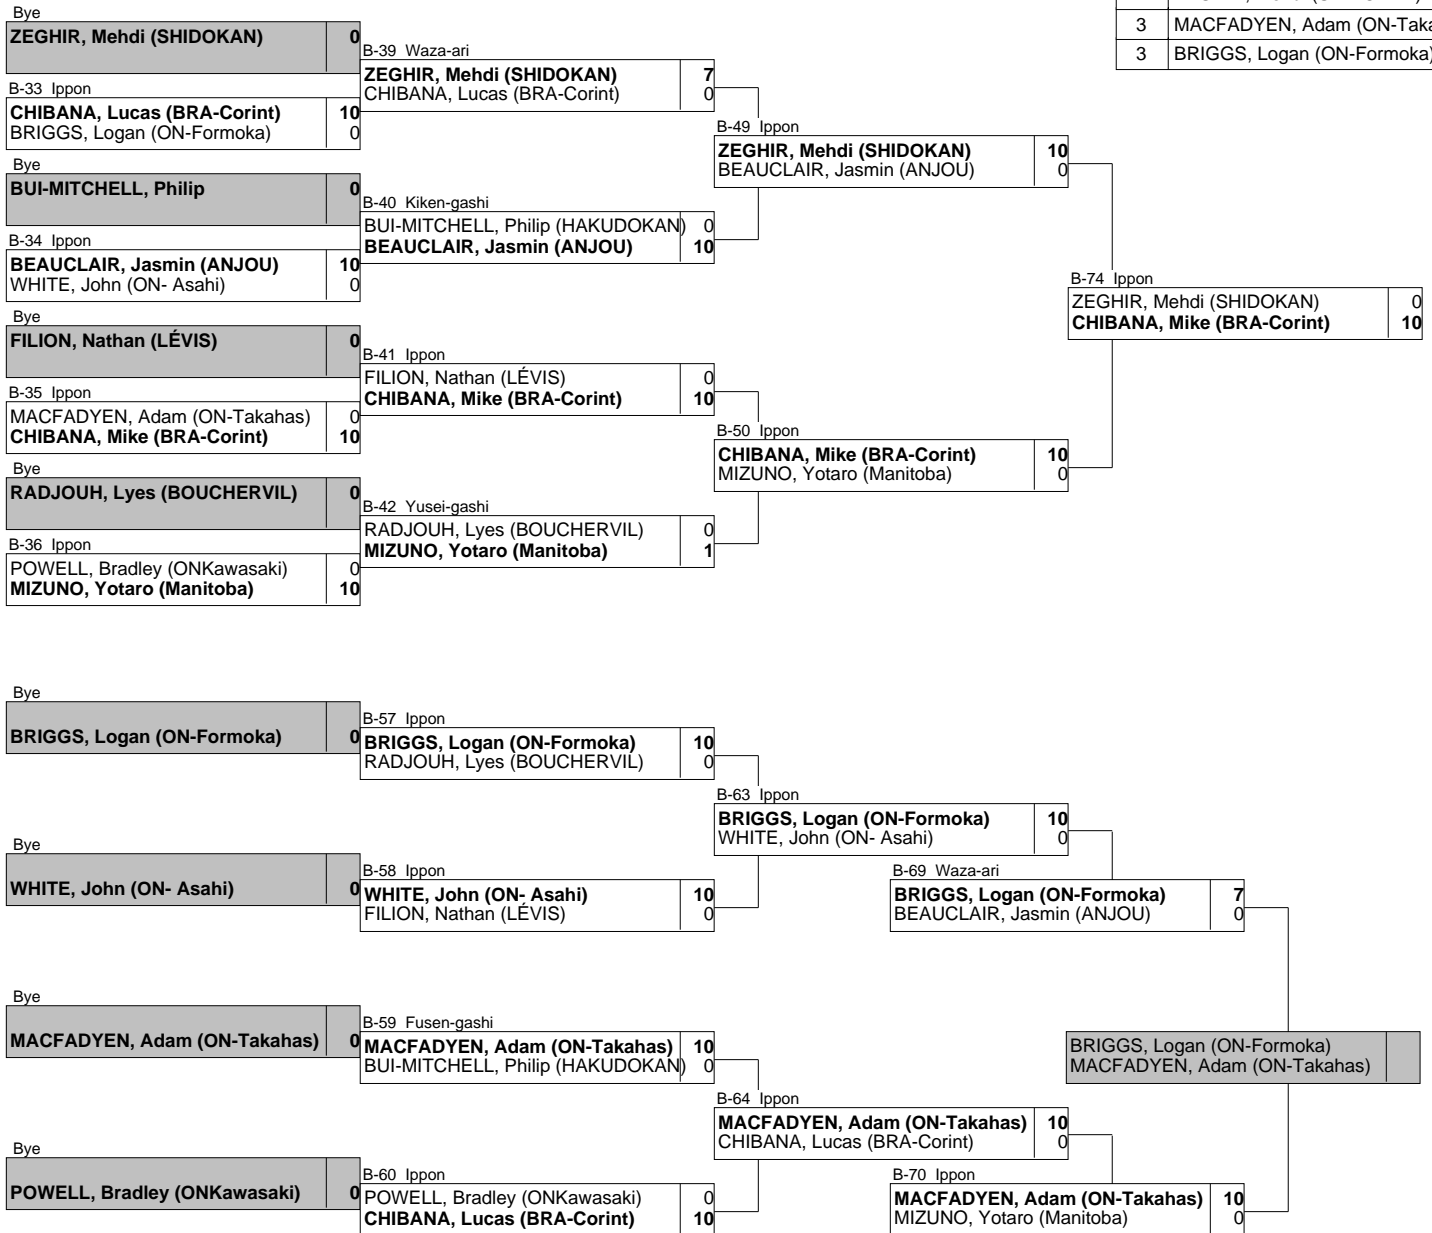 3 MACFADYEN, Adam (ON-Taka
3 BRIGGS, Logan (ON-Formoka)
Bye
ZEGHIR, Mehdi (SHIDOKAN) 0
B-33 Ippon
CHIBANA, Lucas (BRA-Corint) 10
BRIGGS, Logan (ON-Formoka) 0
Bye
BUI-MITCHELL, Philip 0
B-34 Ippon
BEAUCLAIR, Jasmin (ANJOU) 10
WHITE, John (ON- Asahi) 0
Bye
FILION, Nathan (LÉVIS) 0
B-35 Ippon
MACFADYEN, Adam (ON-Takahas) 0
CHIBANA, Mike (BRA-Corint) 10
Bye
RADJOUH, Lyes (BOUCHERVIL) 0
B-36 Ippon
POWELL, Bradley (ONKawasaki) 0
MIZUNO, Yotaro (Manitoba) 10
B-39 Waza-ari
ZEGHIR, Mehdi (SHIDOKAN) 7
CHIBANA, Lucas (BRA-Corint) 0
B-40 Kiken-gashi
BUI-MITCHELL, Philip (HAKUDOKAN) 0
BEAUCLAIR, Jasmin (ANJOU) 10
B-41 Ippon
FILION, Nathan (LÉVIS) 0
CHIBANA, Mike (BRA-Corint) 10
B-42 Yusei-gashi
RADJOUH, Lyes (BOUCHERVIL) 0
MIZUNO, Yotaro (Manitoba) 1
B-49 Ippon
ZEGHIR, Mehdi (SHIDOKAN) 10
BEAUCLAIR, Jasmin (ANJOU) 0
B-50 Ippon
CHIBANA, Mike (BRA-Corint) 10
MIZUNO, Yotaro (Manitoba) 0
B-74 Ippon
ZEGHIR, Mehdi (SHIDOKAN) 0
CHIBANA, Mike (BRA-Corint) 10
Bye
BRIGGS, Logan (ON-Formoka) 0
Bye
WHITE, John (ON- Asahi) 0
Bye
MACFADYEN, Adam (ON-Takahas) 0
Bye
POWELL, Bradley (ONKawasaki) 0
B-57 Ippon
BRIGGS, Logan (ON-Formoka) 10
RADJOUH, Lyes (BOUCHERVIL) 0
B-58 Ippon
WHITE, John (ON- Asahi) 10
FILION, Nathan (LÉVIS) 0
B-59 Fusen-gashi
MACFADYEN, Adam (ON-Takahas) 10
BUI-MITCHELL, Philip (HAKUDOKAN) 0
B-60 Ippon
POWELL, Bradley (ONKawasaki) 0
CHIBANA, Lucas (BRA-Corint) 10
B-63 Ippon
BRIGGS, Logan (ON-Formoka) 10
WHITE, John (ON- Asahi) 0
B-64 Ippon
MACFADYEN, Adam (ON-Takahas) 10
CHIBANA, Lucas (BRA-Corint) 0
B-69 Waza-ari
BRIGGS, Logan (ON-Formoka) 7
BEAUCLAIR, Jasmin (ANJOU) 0
B-70 Ippon
MACFADYEN, Adam (ON-Takahas) 10
MIZUNO, Yotaro (Manitoba) 0
BRIGGS, Logan (ON-Formoka)
MACFADYEN, Adam (ON-Takahas)